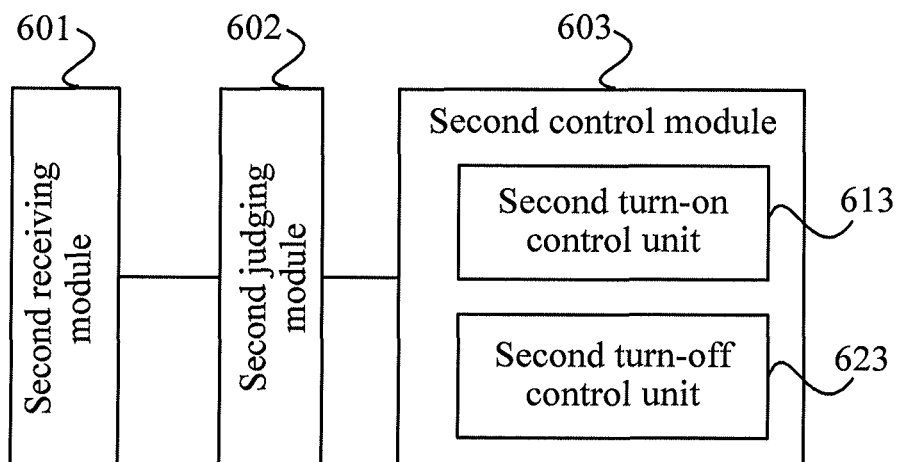 601
602
603
Second receiving
module
Second judging
module
Second control module
Second turn-on
control unit
613
Second turn-off
control unit
623